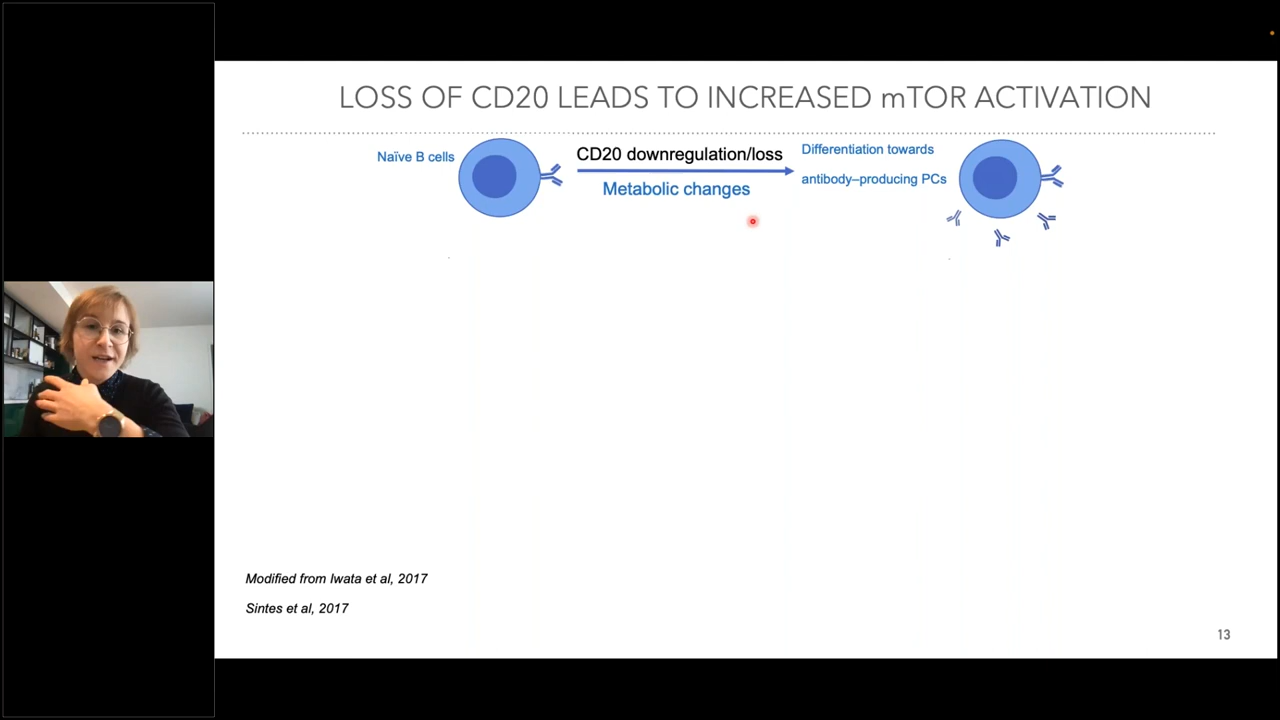 LOSS OF CD20 LEADS TO INCREASED mTOR ACTIVATION
Naïve B cells
CD20 downregulation/loss
Metabolic changes
Differentiation towards
antibody–producing PCs
Modified from Iwata et al, 2017
Sintes et al, 2017
13